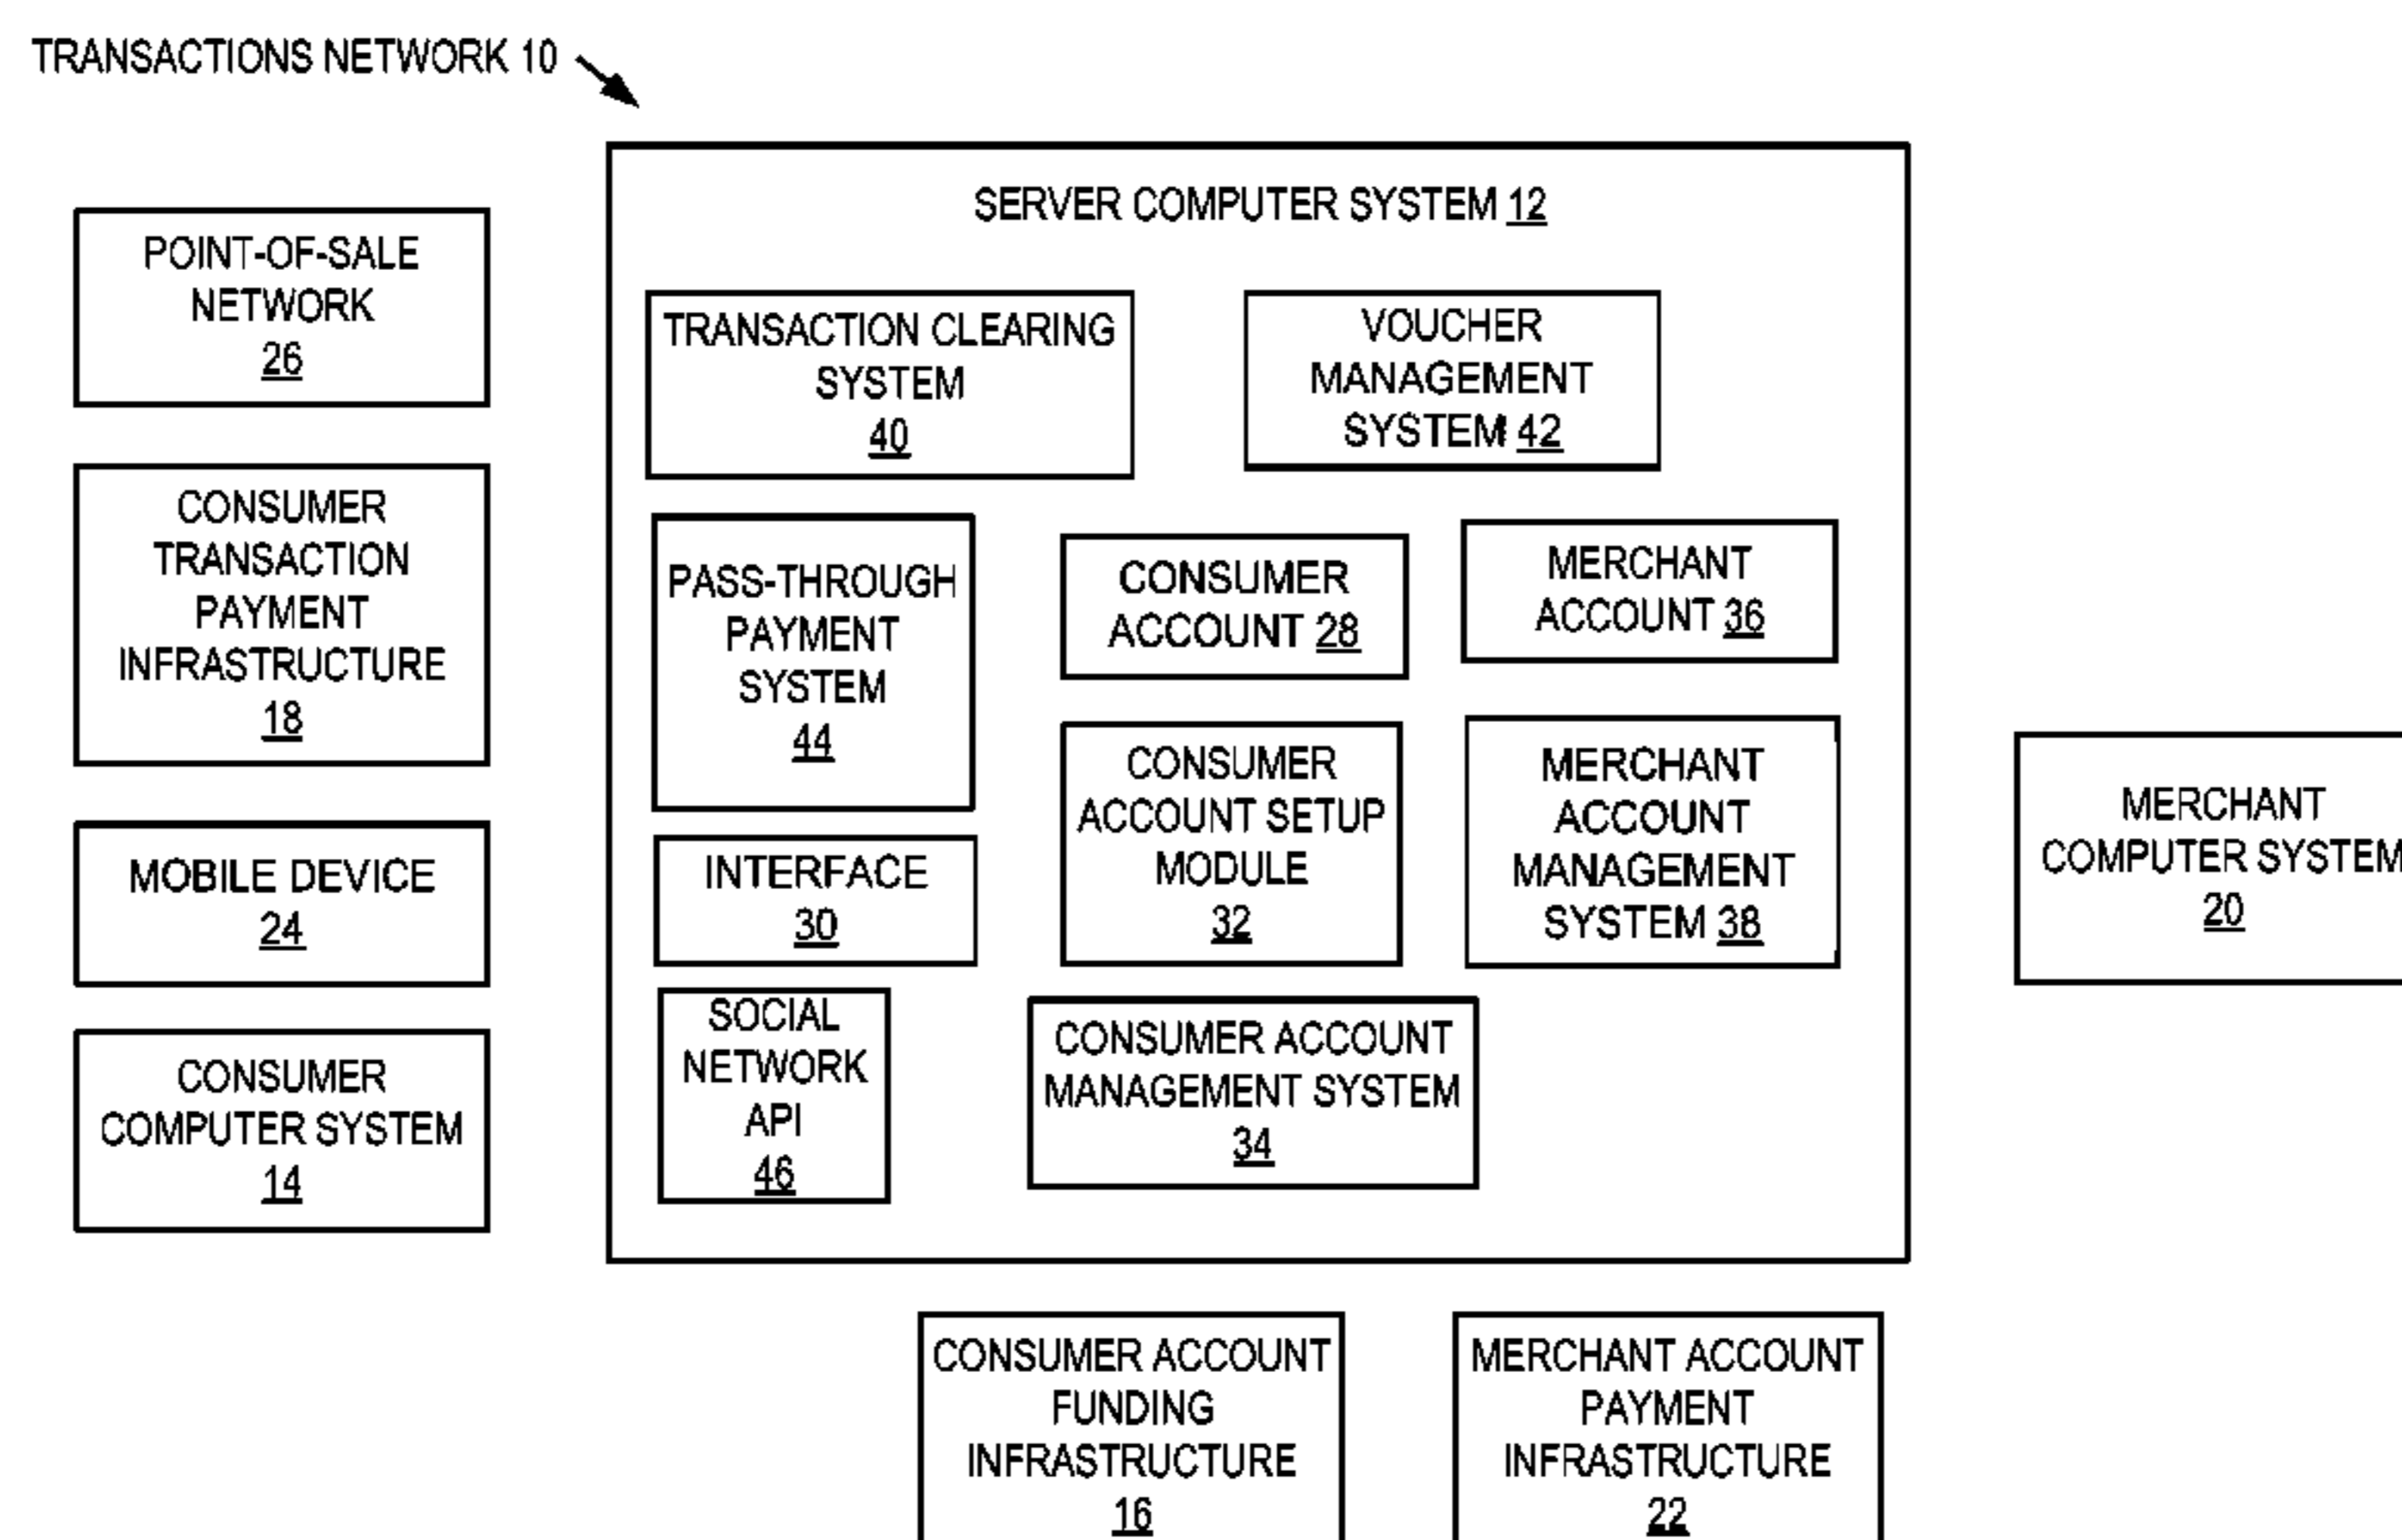 TRANSACTIONS NETWORK 10
SERVER COMPUTER SYSTEM 12
POINT-OF-SALE
NETWORK
26
CONSUMER
TRANSACTION
PAYMENT
INFRASTRUCTURE
18
MOBILE DEVICE
24
CONSUMER
COMPUTER SYSTEM
14
TRANSACTION CLEARING
SYSTEM
40
VOUCHER
MANAGEMENT
SYSTEM 42
PASS-THROUGH
PAYMENT
SYSTEM
44
CONSUMER
ACCOUNT 28
MERCHANT
ACCOUNT 36
INTERFACE
30
CONSUMER
ACCOUNT SETUP
MODULE
32
MERCHANT
ACCOUNT
MANAGEMENT
SYSTEM 38
SOCIAL
NETWORK
API
46
CONSUMER ACCOUNT
MANAGEMENT SYSTEM
34
MERCHANT
COMPUTER SYSTEM
20
CONSUMER ACCOUNT
FUNDING
INFRASTRUCTURE
16
MERCHANT ACCOUNT
PAYMENT
INFRASTRUCTURE
22